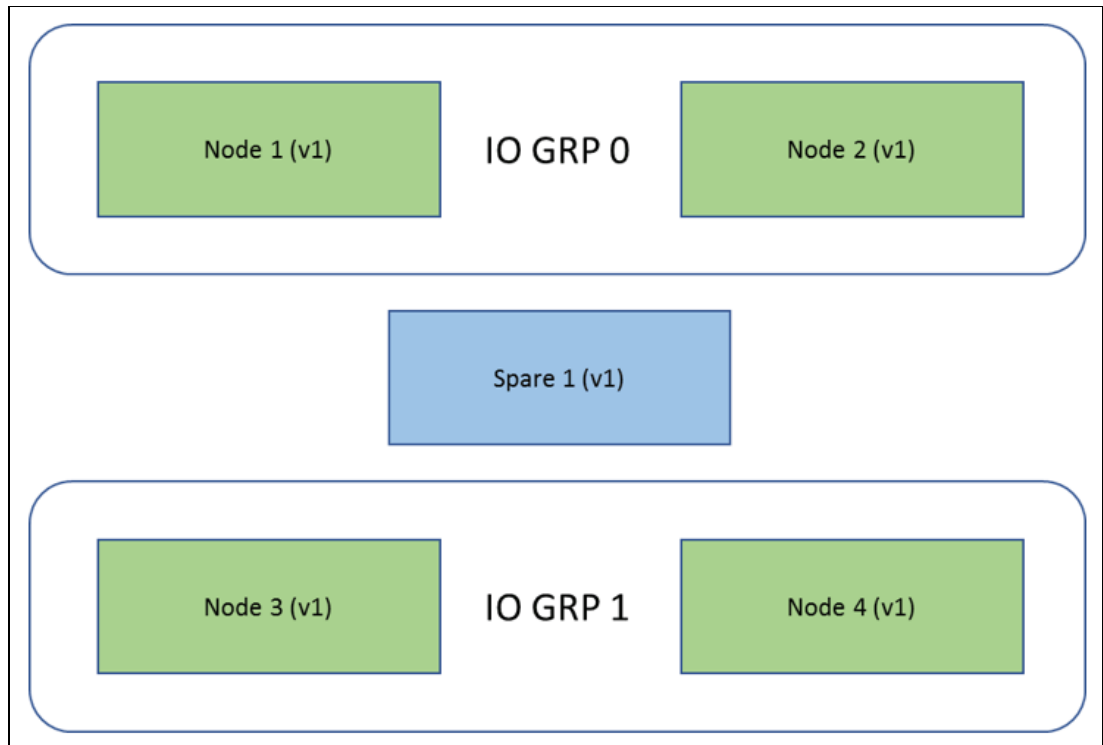 Node 1 (v1)
IO GRP 0
Node 2 (v1)
Spare 1 (v1)
Node 3 (v1)
IO GRP 1
Node 4 (v1)